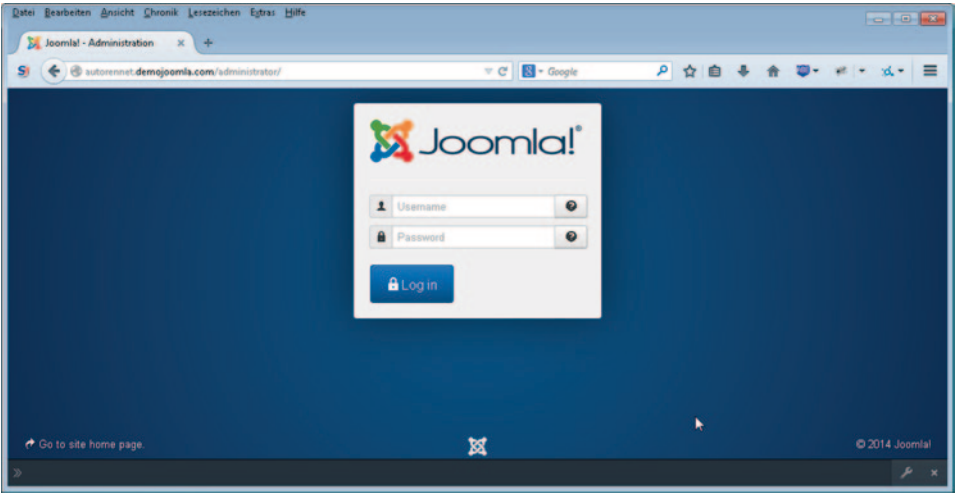 Datei Bearbeiten Ansicht Chronik Lesezeichen Extras Hilfe
Joomla! - Administration
autorennet.demojoomla.com/administrator/
Google
Joomla!®
Username
Password
Log in
Go to site home page.
© 2014 Joomla!